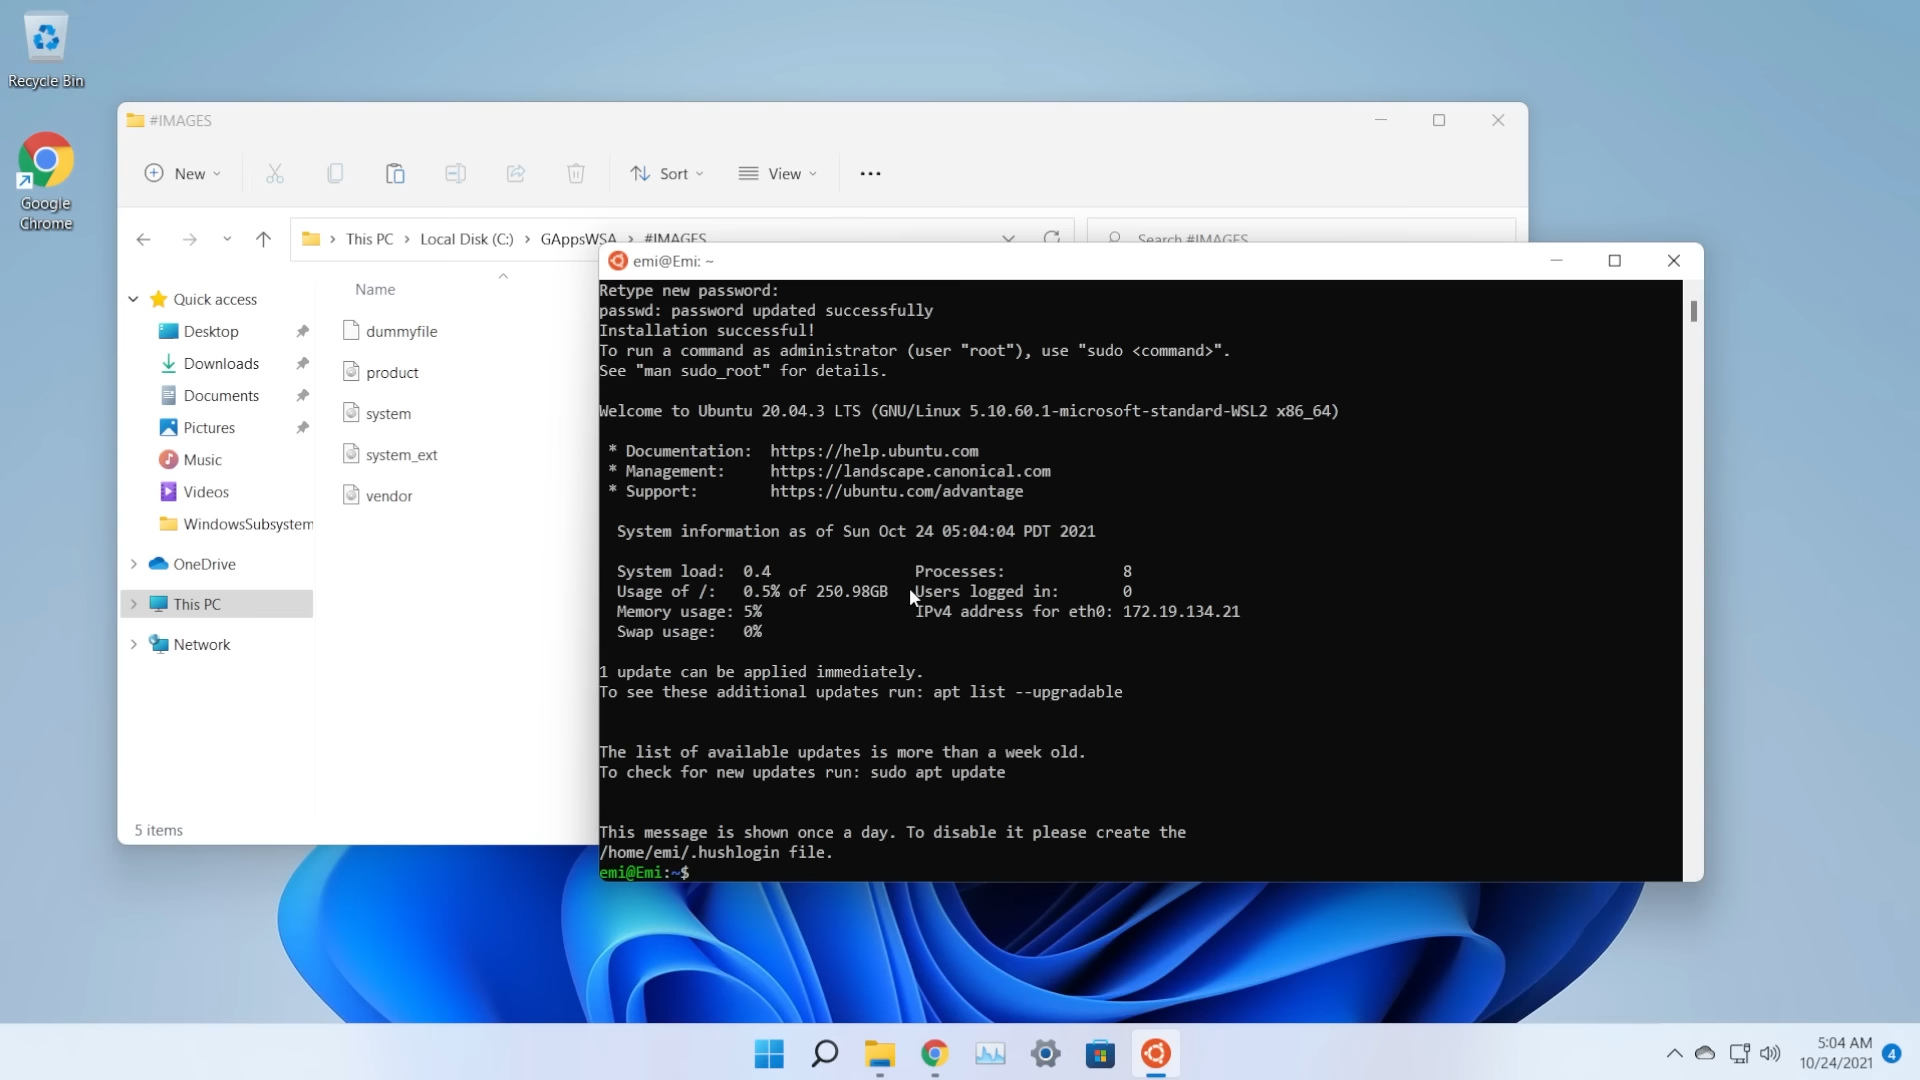 Recycle Bin
Google
Chrome
#IMAGES
New
Sort
View
This PC > Local Disk (C:) > GAppsWSA > #IMAGES
Search #IMAGES
Name
Quick access
Desktop
Downloads
Documents
Pictures
Music
Videos
WindowsSubsystem
OneDrive
This PC
Network
dummyfile
product
system
system_ext
vendor
5 items
emi@Emi: ~
Retype new password:
passwd: password updated successfully
Installation successful!
To run a command as administrator (user "root"), use "sudo <command>".
See "man sudo_root" for details.
Welcome to Ubuntu 20.04.3 LTS (GNU/Linux 5.10.60.1-microsoft-standard-WSL2 x86_64)
* Documentation:  https://help.ubuntu.com
* Management:     https://landscape.canonical.com
* Support:        https://ubuntu.com/advantage
System information as of Sun Oct 24 05:04:04 PDT 2021
System load:  0.4                Processes:             8
Usage of /:   0.5% of 250.98GB   Users logged in:       0
Memory usage: 5%                 IPv4 address for eth0: 172.19.134.21
Swap usage:   0%
1 update can be applied immediately.
To see these additional updates run: apt list --upgradable
The list of available updates is more than a week old.
To check for new updates run: sudo apt update
This message is shown once a day. To disable it please create the
/home/emi/.hushlogin file.
emi@Emi:~$
5:04 AM
10/24/2021
4